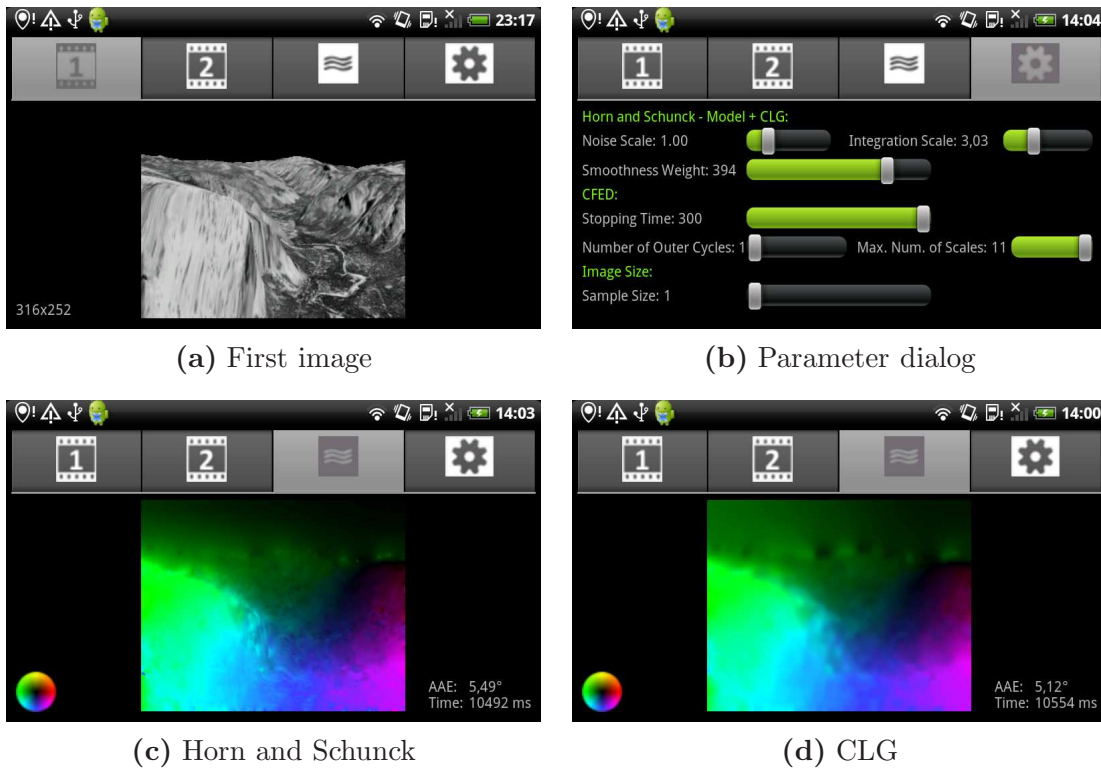 23:17
1
2
316x252
(a) First image
14:04
1
2
Horn and Schunck - Model + CLG:
Noise Scale: 1.00 Integration Scale: 3,03
Smoothness Weight: 394
CFED:
Stopping Time: 300
Number of Outer Cycles: 1 Max. Num. of Scales: 11
Image Size:
Sample Size: 1
(b) Parameter dialog
14:03
1
2
AAE: 5,49°
Time: 10492 ms
(c) Horn and Schunck
14:00
1
2
AAE: 5,12°
Time: 10554 ms
(d) CLG